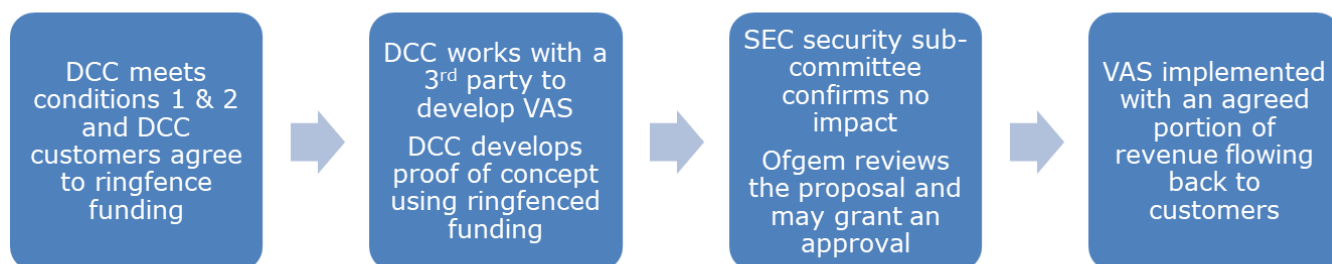 DCC meets
conditions 1 & 2
and DCC
customers agree
to ringfence
funding
DCC works with a
3rd party to
develop VAS
DCC develops
proof of concept
using ringfenced
funding
SEC security sub-
committee
confirms no
impact
Ofgem reviews
the proposal and
may grant an
approval
VAS implemented
with an agreed
portion of
revenue flowing
back to
customers